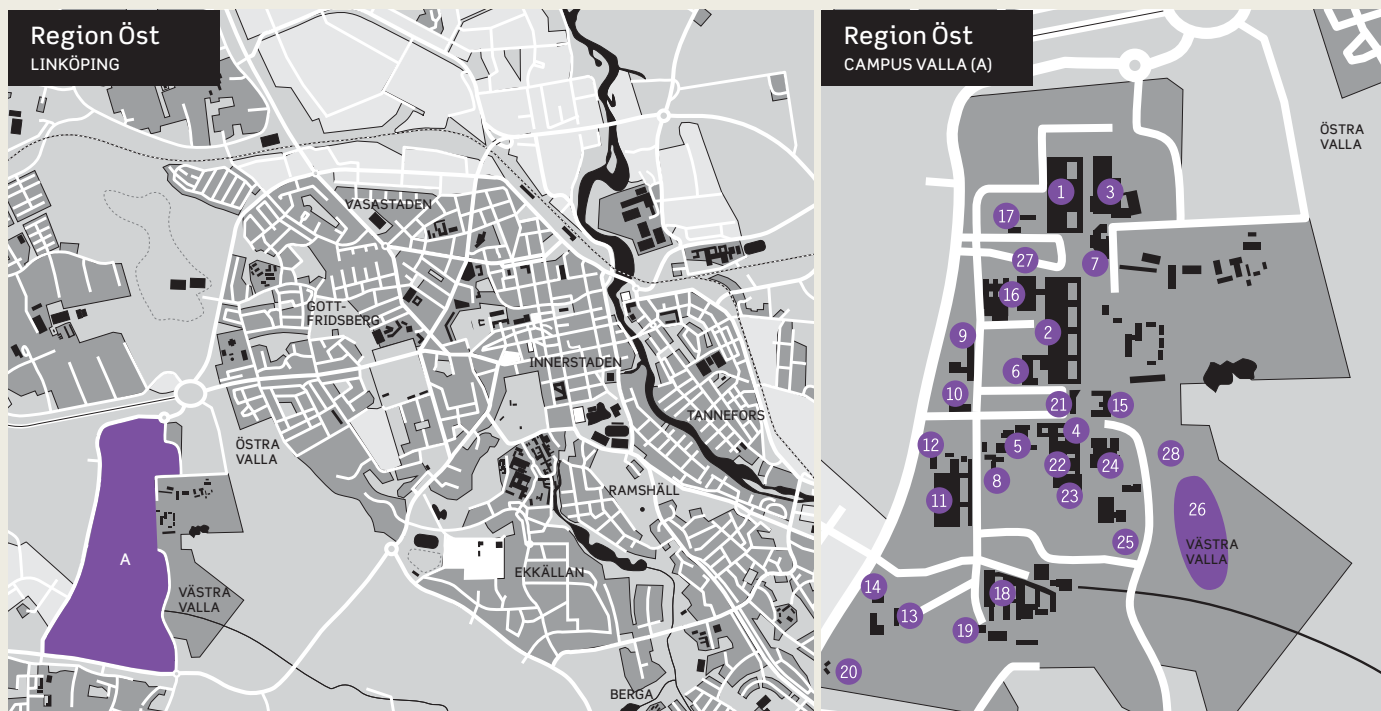 Region Öst
LINKÖPING
VASASTADEN
GOTT-
FRIDSBERG
INNERSTADEN
TANNEFORS
ÖSTRA
VALLA
RAMSHÄLL
EKKÄLLAN
A
VÄSTRA
VALLA
BERGA
Region Öst
CAMPUS VALLA (A)
ÖSTRA
VALLA
1
3
17
7
27
16
2
9
6
10
21
15
4
12
5
28
22
24
8
23
11
26
25
VÄSTRA
VALLA
14
18
13
19
20